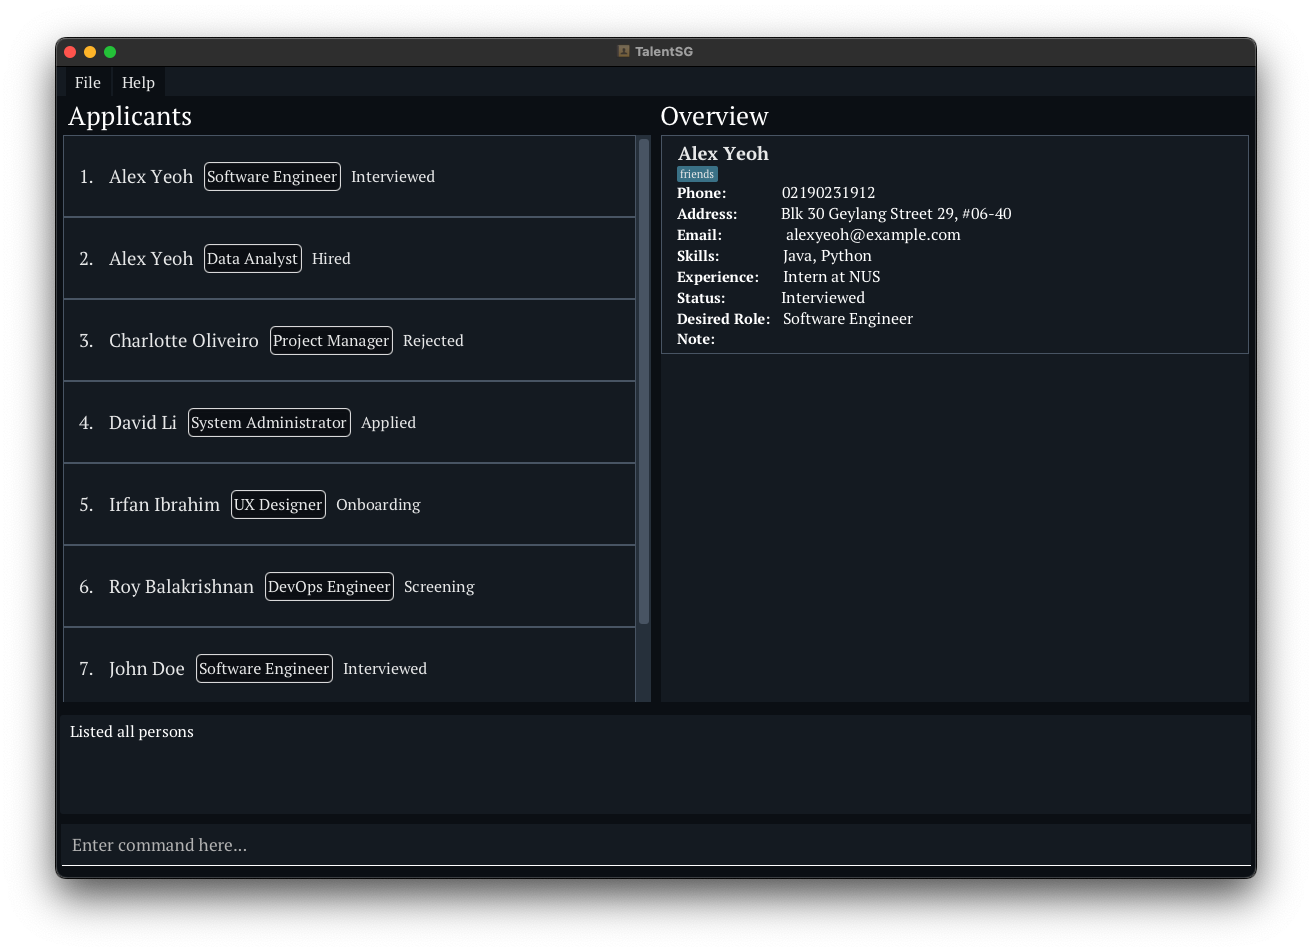 TalentSG
File Help
Applicants
1. Alex Yeoh Software Engineer Interviewed
2. Alex Yeoh Data Analyst Hired
3. Charlotte Oliveiro Project Manager Rejected
4. David Li System Administrator Applied
5. Irfan Ibrahim UX Designer Onboarding
6. Roy Balakrishnan DevOps Engineer Screening
7. John Doe Software Engineer Interviewed
Overview
Alex Yeoh
friends
Phone: 02190231912
Address: Blk 30 Geylang Street 29, #06-40
Email: alexyeoh@example.com
Skills: Java, Python
Experience: Intern at NUS
Status: Interviewed
Desired Role: Software Engineer
Note:
Listed all persons
Enter command here...